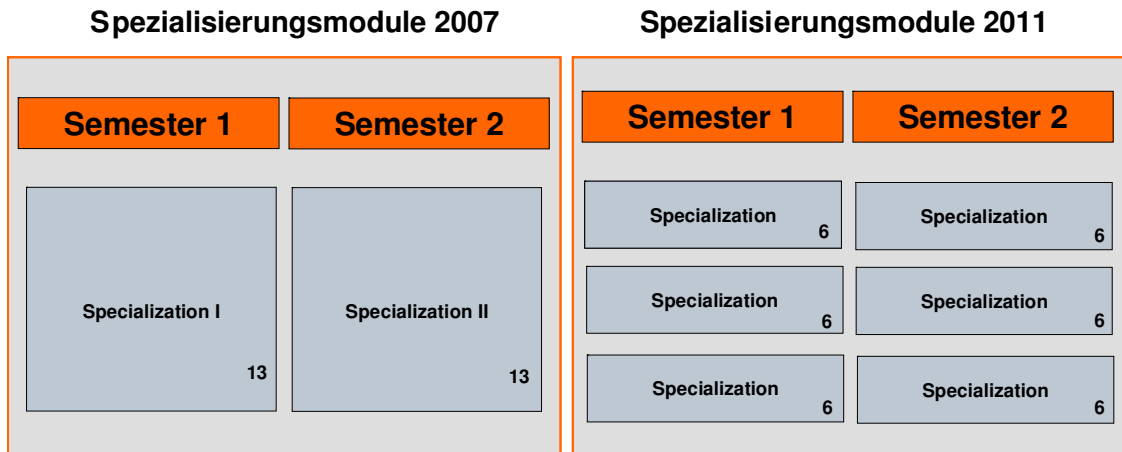 Spezialisierungsmodule 2007
Semester 1
Semester 2
Specialization I
13
Specialization II
13
Spezialisierungsmodule 2011
Semester 1
Semester 2
Specialization
6
Specialization
6
Specialization
6
Specialization
6
Specialization
6
Specialization
6